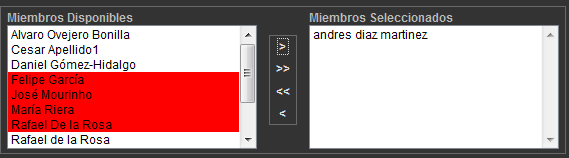 Miembros Disponibles
Alvaro Ovejero Bonilla
Cesar Apellido1
Daniel Gómez-Hidalgo
Felipe García
José Mourinho
María Riera
Rafael De la Rosa
Rafael de la Rosa
>
>>
<<
<
Miembros Seleccionados
andres diaz martinez